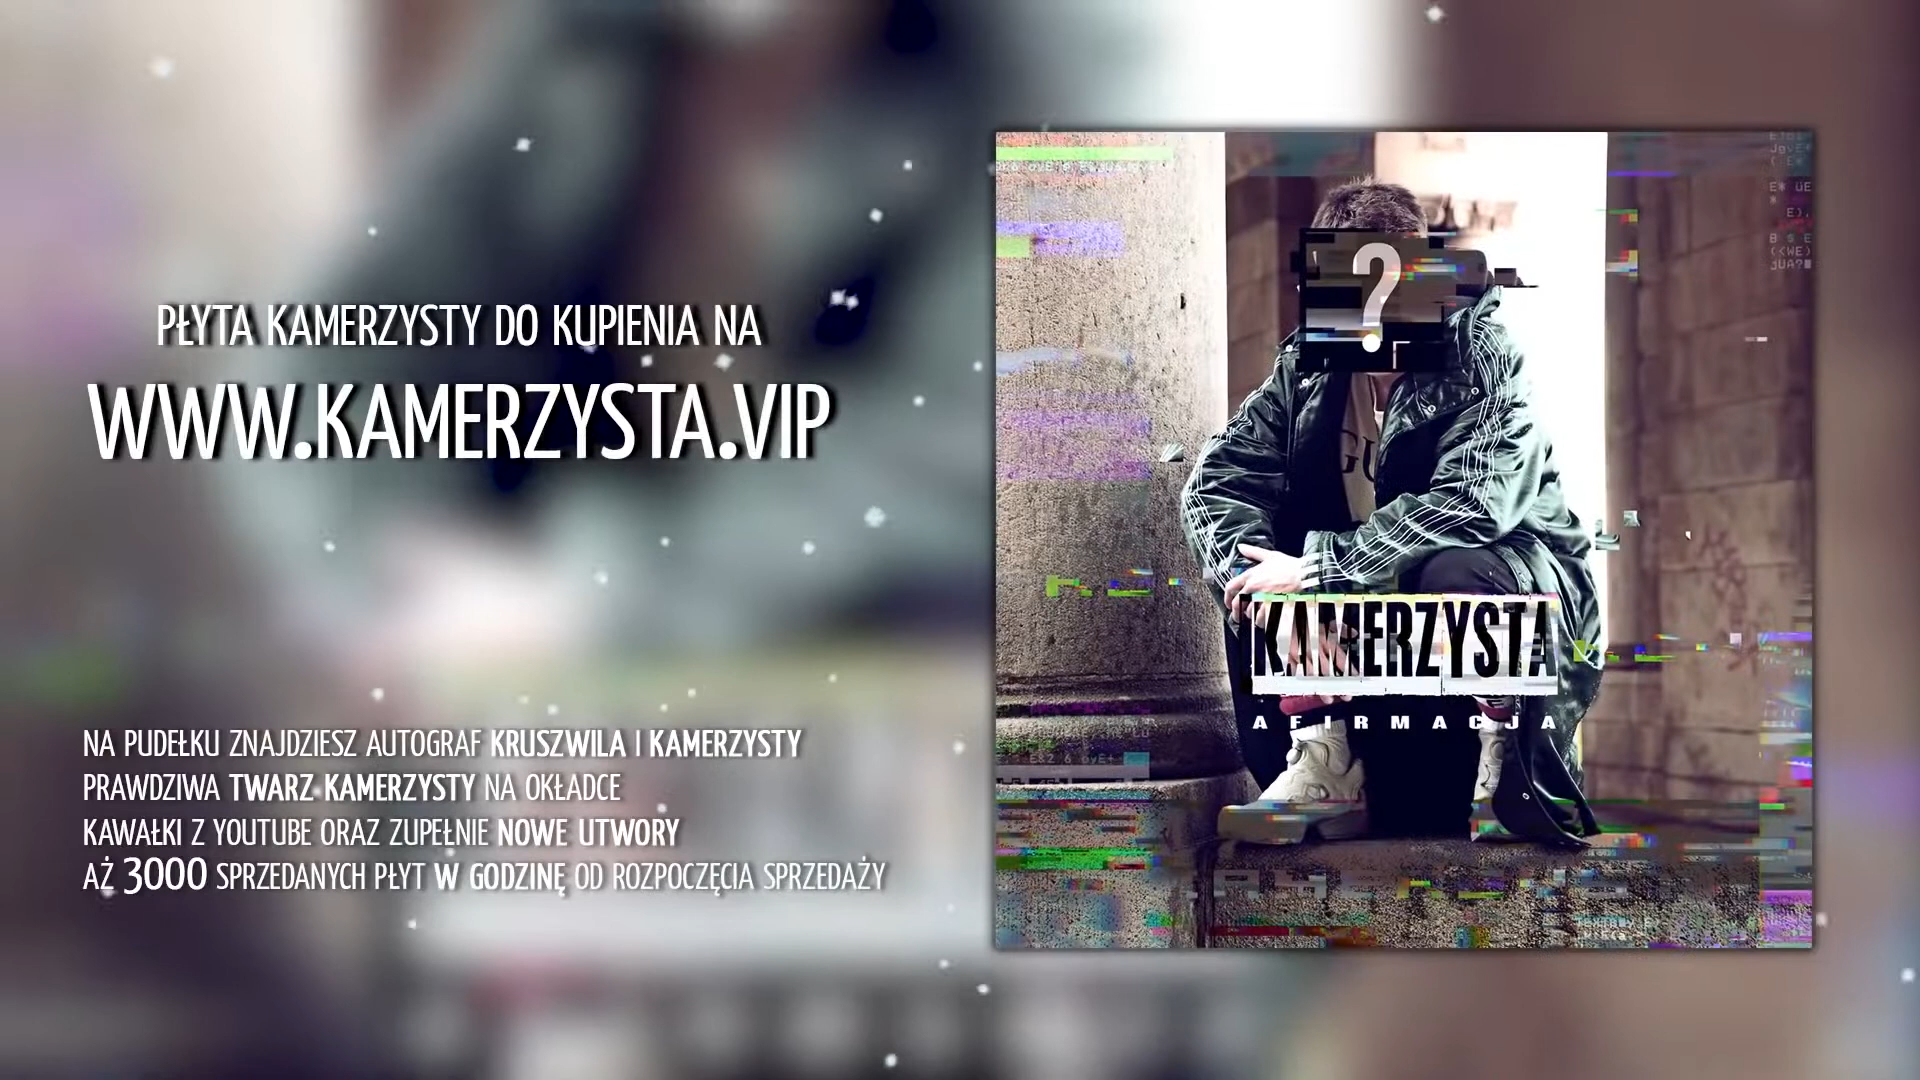 PŁYTA KAMERZYSTY DO KUPIENIA NA
WWW.KAMERZYSTA.VIP
NA PUDEŁKU ZNAJDZIESZ AUTOGRAF KRUSZWILA I KAMERZYSTY
PRAWDZIWA TWARZ KAMERZYSTY NA OKŁADCE
KAWAŁKI Z YOUTUBE ORAZ ZUPEŁNIE NOWE UTWORY
AŻ 3000 SPRZEDANYCH PŁYT W GODZINĘ OD ROZPOCZĘCIA SPRZEDAŻY
?
GU
KAMERZYSTA
AFIRMACJA